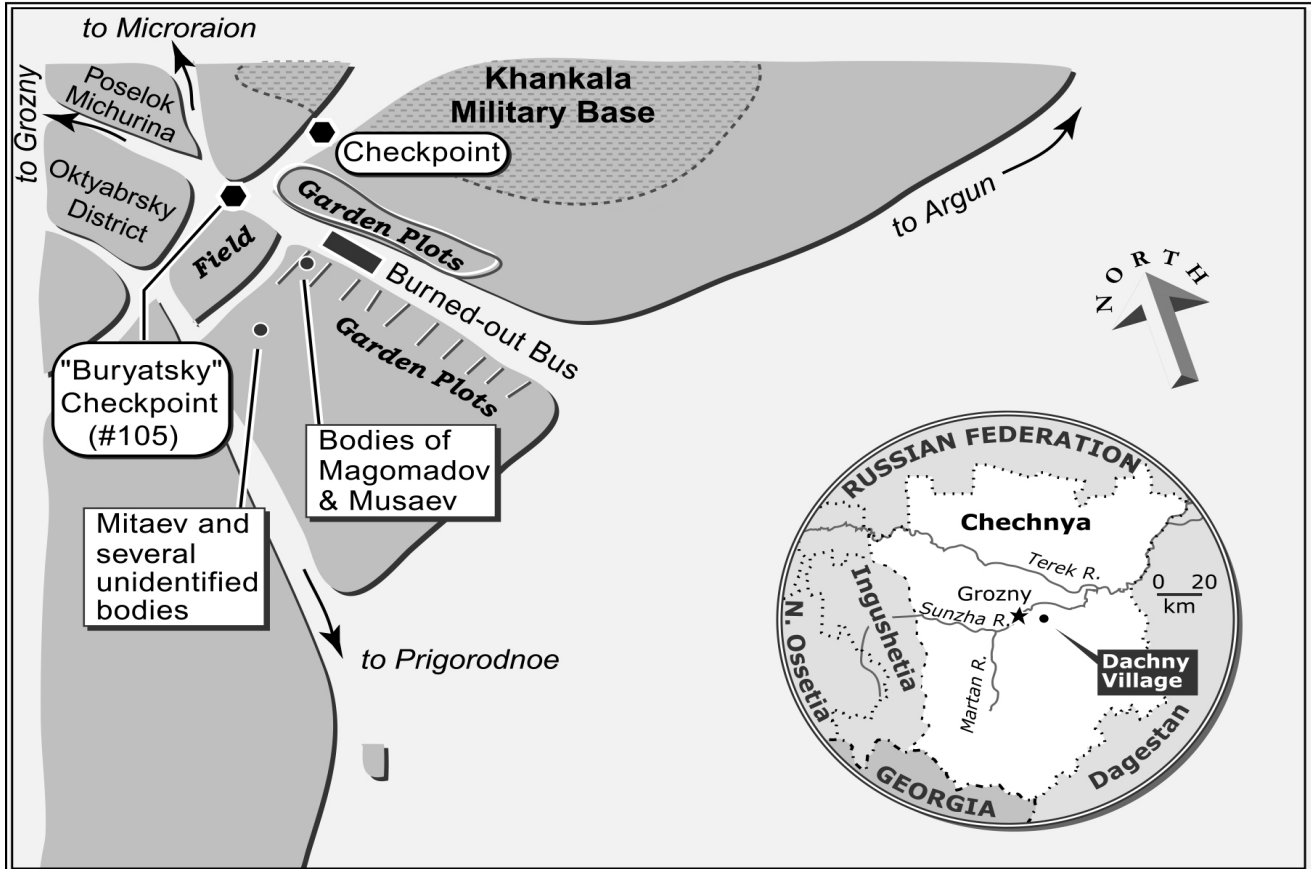 to Microraion
to Grozny
Poselok
Michurina
Khankala
Military Base
Checkpoint
Oktyabrsky
District
Garden Plots
Field
to Argun
NORTH
Burned-out Bus
Garden Plots
"Buryatsky"
Checkpoint
(#105)
Bodies of
Magomadov
& Musaev
Mitaev and
several
unidentified
bodies
to Prigorodnoe
RUSSIAN FEDERATION
Chechnya
Terek R.
0 20
km
Grozny
Sunzha R.
Ingushetia
N. Ossetia
Martan R.
Dachny
Village
Dagestan
GEORGIA